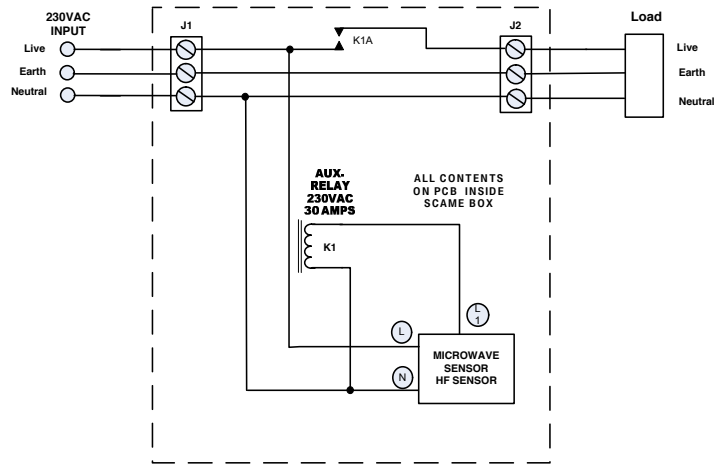 230VAC
INPUT
J1
J2
Load
Live
K1A
Live
Earth
Earth
Neutral
Neutral
AUX.
RELAY
230VAC
30 AMPS
ALL CONTENTS
ON PCB INSIDE
SCAME BOX
K1
L
1
L
N
MICROWAVE
SENSOR
HF SENSOR